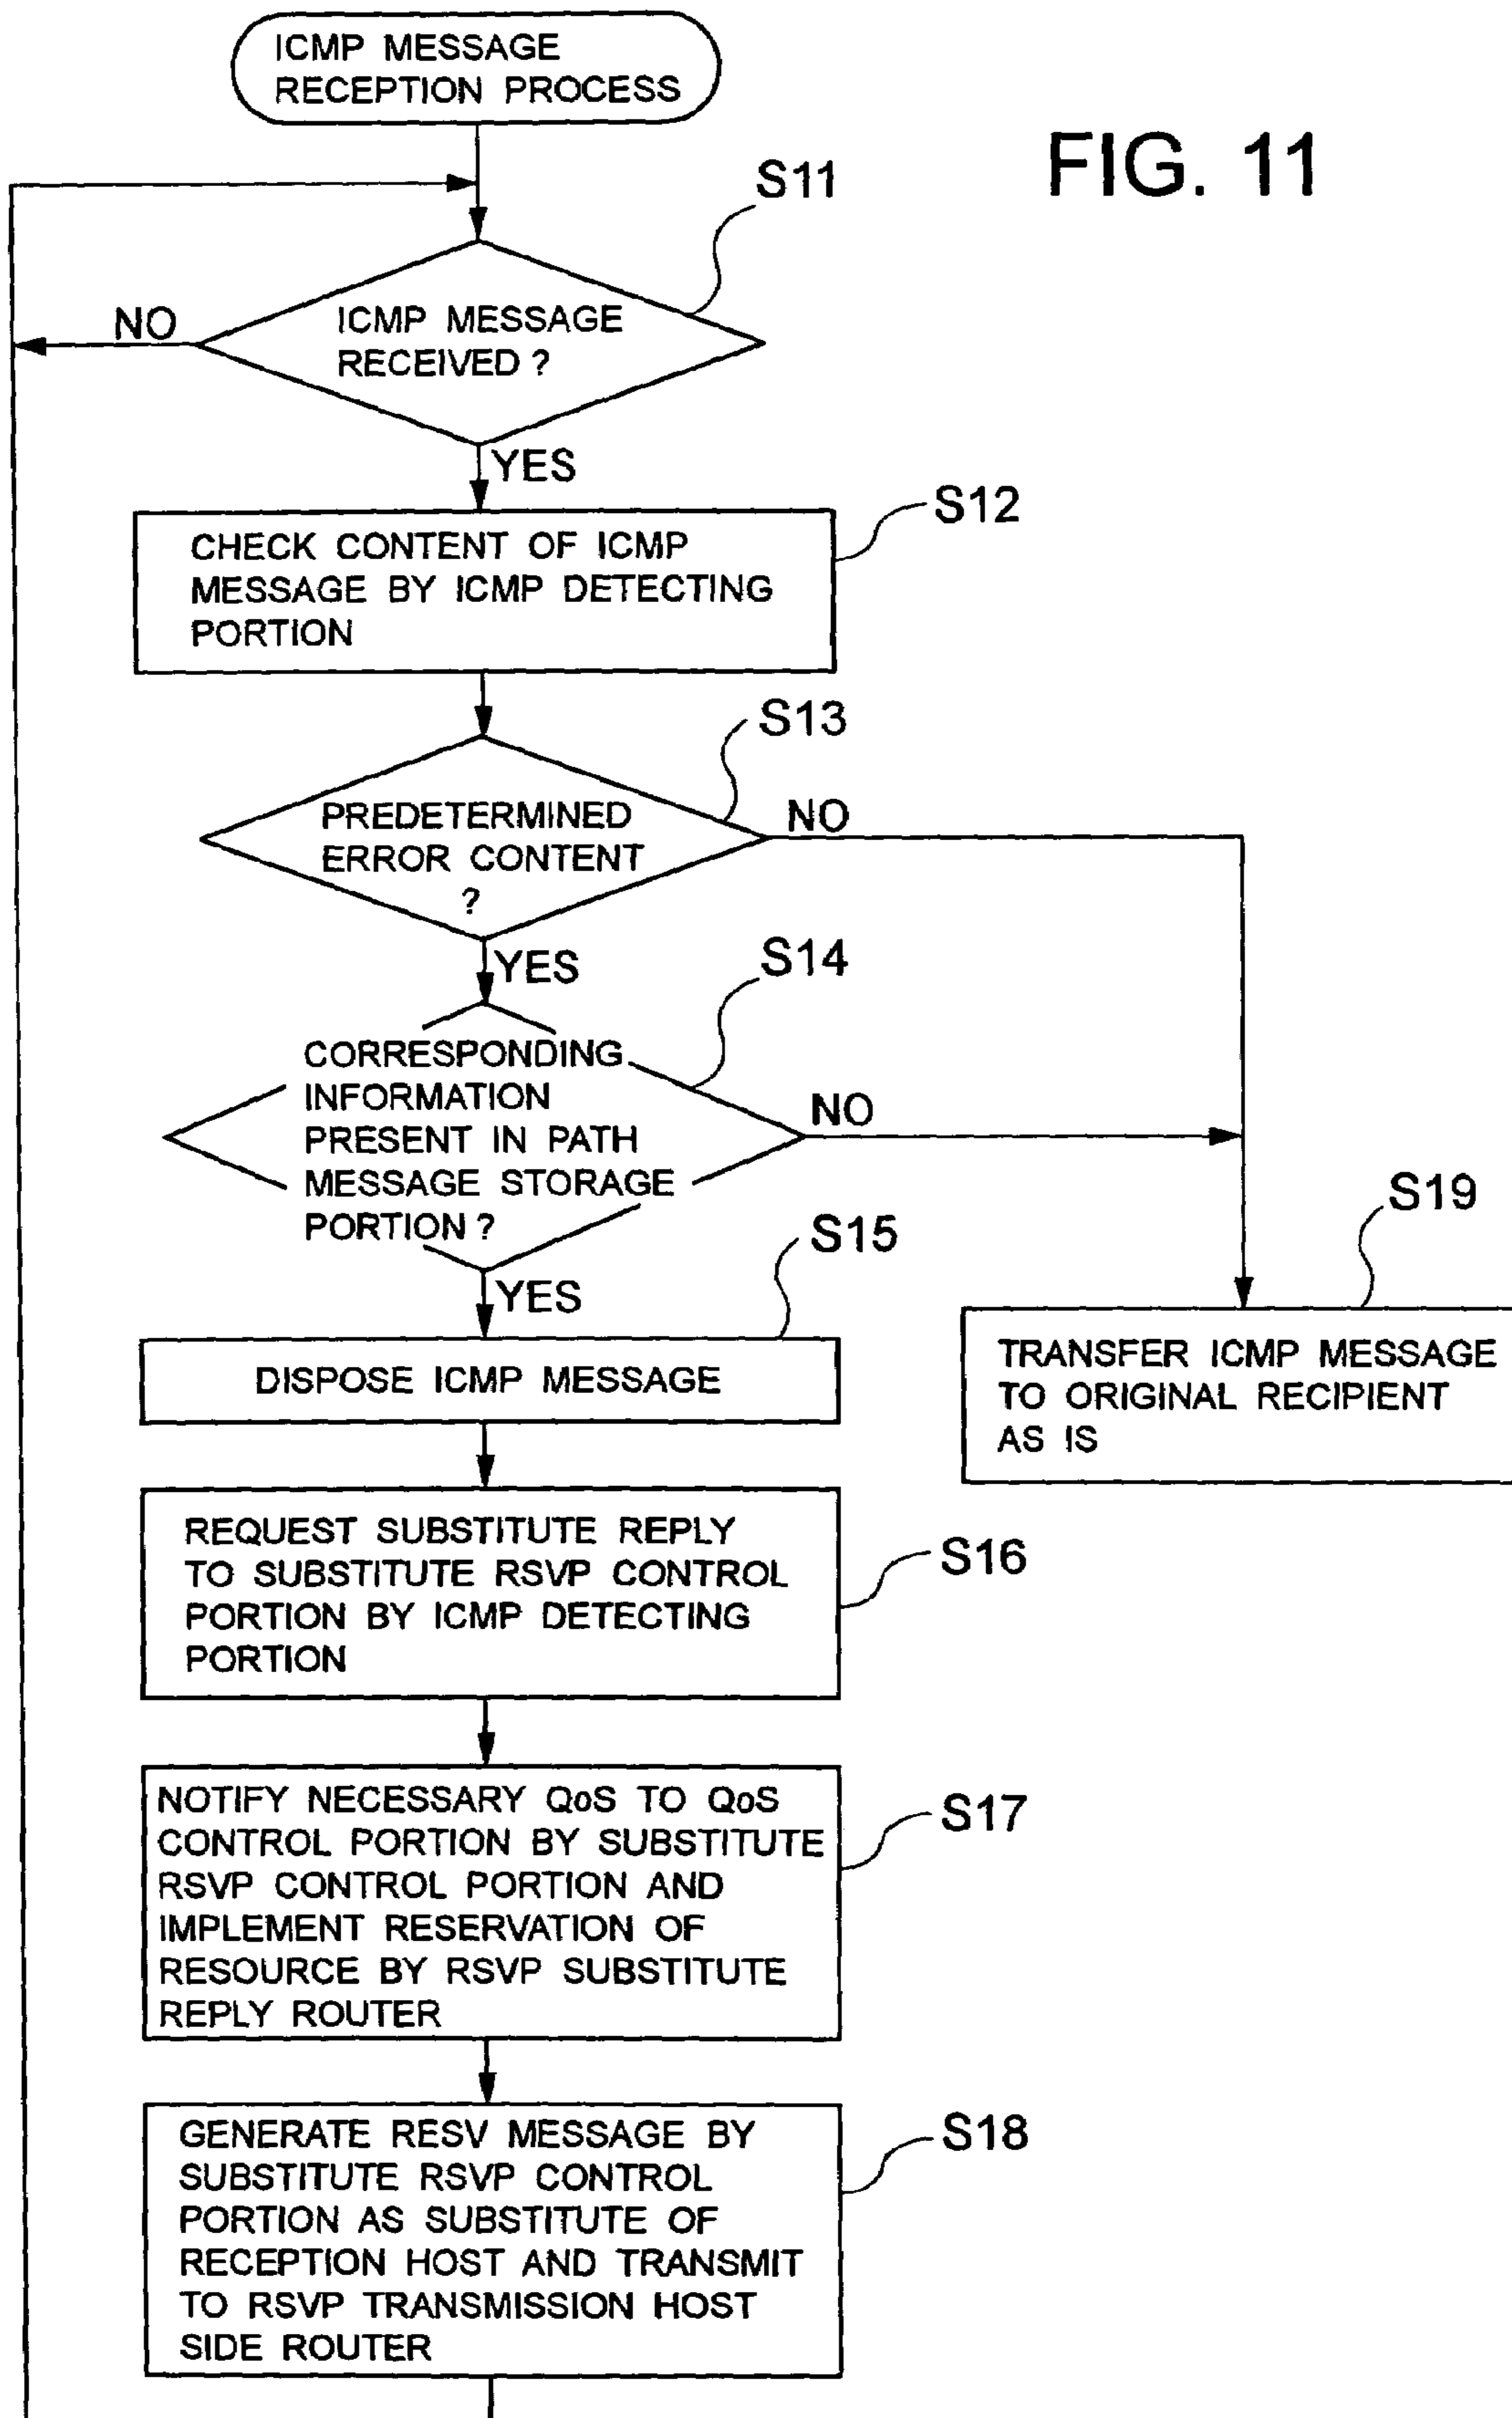 ICMP MESSAGE
RECEPTION PROCESS
FIG. 11
S11
ICMP MESSAGE
RECEIVED ?
NO
YES
S12
CHECK CONTENT OF ICMP
MESSAGE BY ICMP DETECTING
PORTION
S13
PREDETERMINED
ERROR CONTENT
?
NO
YES
S14
CORRESPONDING
INFORMATION
PRESENT IN PATH
MESSAGE STORAGE
PORTION ?
NO
YES
S15
DISPOSE ICMP MESSAGE
S19
TRANSFER ICMP MESSAGE
TO ORIGINAL RECIPIENT
AS IS
S16
REQUEST SUBSTITUTE REPLY
TO SUBSTITUTE RSVP CONTROL
PORTION BY ICMP DETECTING
PORTION
S17
NOTIFY NECESSARY QoS TO QoS
CONTROL PORTION BY SUBSTITUTE
RSVP CONTROL PORTION AND
IMPLEMENT RESERVATION OF
RESOURCE BY RSVP SUBSTITUTE
REPLY ROUTER
S18
GENERATE RESV MESSAGE BY
SUBSTITUTE RSVP CONTROL
PORTION AS SUBSTITUTE OF
RECEPTION HOST AND TRANSMIT
TO RSVP TRANSMISSION HOST
SIDE ROUTER